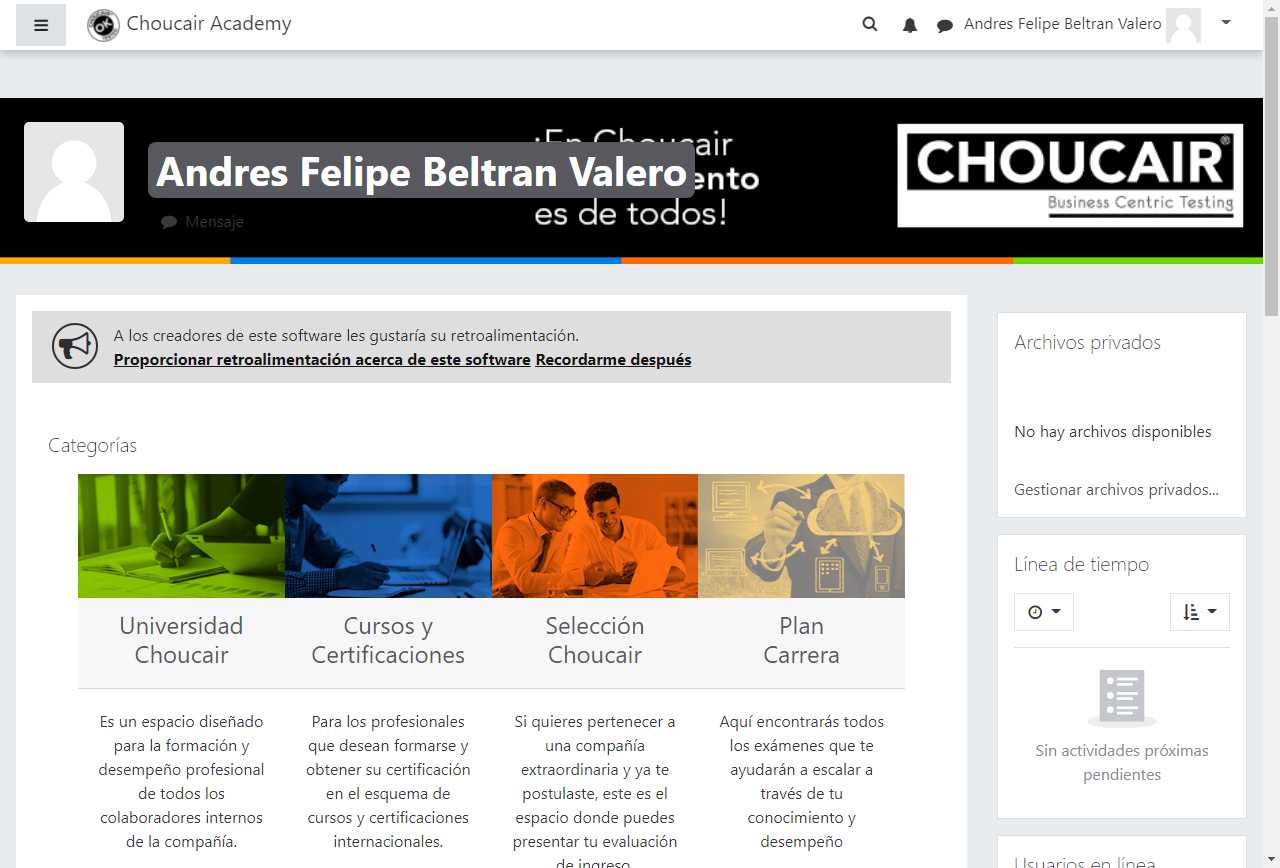 Choucair Academy
Andres Felipe Beltran Valero
¡En Choucair
Andres Felipe Beltran Valero
es de todos!
Mensaje
CHOUCAIR®
Business Centric Testing
A los creadores de este software les gustaría su retroalimentación.
Proporcionar retroalimentación acerca de este software Recordarme después
Categorías
Universidad
Choucair
Es un espacio diseñado
para la formación y
desempeño profesional
de todos los
colaboradores internos
de la compañía.
Cursos y
Certificaciones
Para los profesionales
que desean formarse y
obtener su certificación
en el esquema de
cursos y certificaciones
internacionales.
Selección
Choucair
Si quieres pertenecer a
una compañía
extraordinaria y ya te
postulaste, este es el
espacio donde puedes
presentar tu evaluación
de ingreso
Plan
Carrera
Aquí encontrarás todos
los exámenes que te
ayudarán a escalar a
través de tu
conocimiento y
desempeño
Archivos privados
No hay archivos disponibles
Gestionar archivos privados...
Línea de tiempo
Sin actividades próximas
pendientes
Usuarios en línea